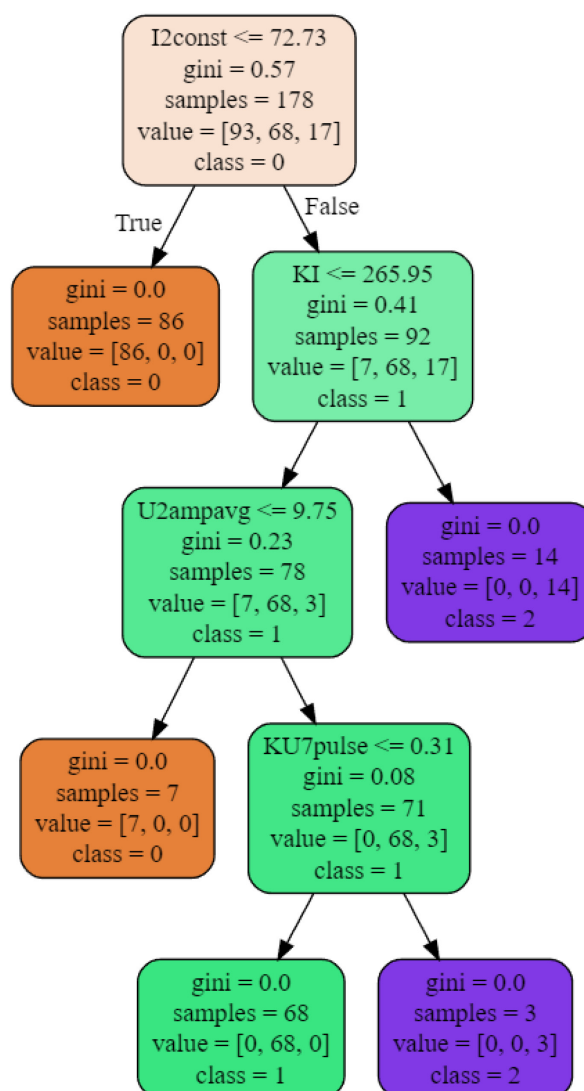 I2const <= 72.73
gini = 0.57
samples = 178
value = [93, 68, 17]
class = 0
True
False
gini = 0.0
samples = 86
value = [86, 0, 0]
class = 0
KI <= 265.95
gini = 0.41
samples = 92
value = [7, 68, 17]
class = 1
U2ampavg <= 9.75
gini = 0.23
samples = 78
value = [7, 68, 3]
class = 1
gini = 0.0
samples = 14
value = [0, 0, 14]
class = 2
gini = 0.0
samples = 7
value = [7, 0, 0]
class = 0
KU7pulse <= 0.31
gini = 0.08
samples = 71
value = [0, 68, 3]
class = 1
gini = 0.0
samples = 68
value = [0, 68, 0]
class = 1
gini = 0.0
samples = 3
value = [0, 0, 3]
class = 2